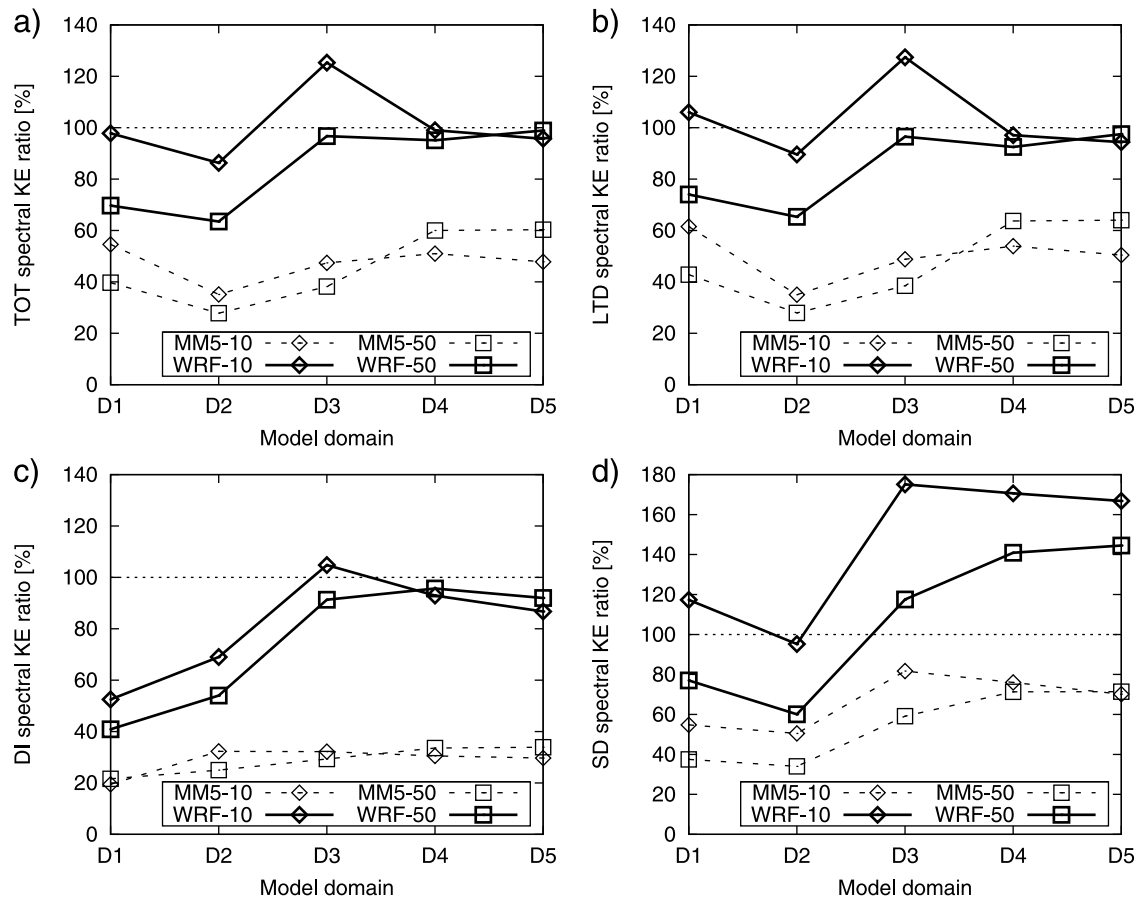 a)
TOT spectral KE ratio [%]
140
120
100
80
60
40
20
0
MM5-10 MM5-50
WRF-10 WRF-50
D1 D2 D3 D4 D5
Model domain
b)
LTD spectral KE ratio [%]
140
120
100
80
60
40
20
0
MM5-10 MM5-50
WRF-10 WRF-50
D1 D2 D3 D4 D5
Model domain
c)
DI spectral KE ratio [%]
140
120
100
80
60
40
20
0
MM5-10 MM5-50
WRF-10 WRF-50
D1 D2 D3 D4 D5
Model domain
d)
SD spectral KE ratio [%]
180
160
140
120
100
80
60
40
20
0
MM5-10 MM5-50
WRF-10 WRF-50
D1 D2 D3 D4 D5
Model domain